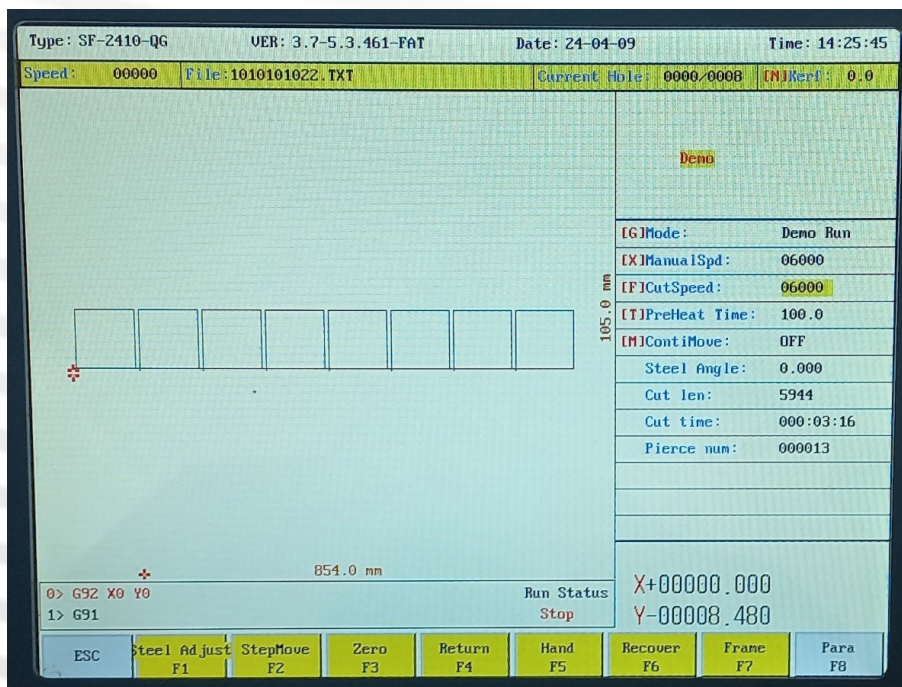 Type: SF-2410-QG VER: 3.7-5.3.461-FAT Date: 24-04-09 Time: 14:25:45
Speed: 00000 File:1010101022.TXT Current Hole: 0000/0008 [N]Kerf: 0.0
Demo
[G]Mode: Demo Run
[X]ManualSpd: 06000
[F]CutSpeed: 06000
[T]PreHeat Time: 100.0
[M]ContiMove: OFF
Steel Angle: 0.000
Cut len: 5944
Cut time: 000:03:16
Pierce num: 000013
105.0 mm
854.0 mm
0> G92 X0 Y0
1> G91
Run Status
Stop
X+00000.000
Y-00008.480
ESC
Steel Adjust F1
StepMove F2
Zero F3
Return F4
Hand F5
Recover F6
Frame F7
Para F8